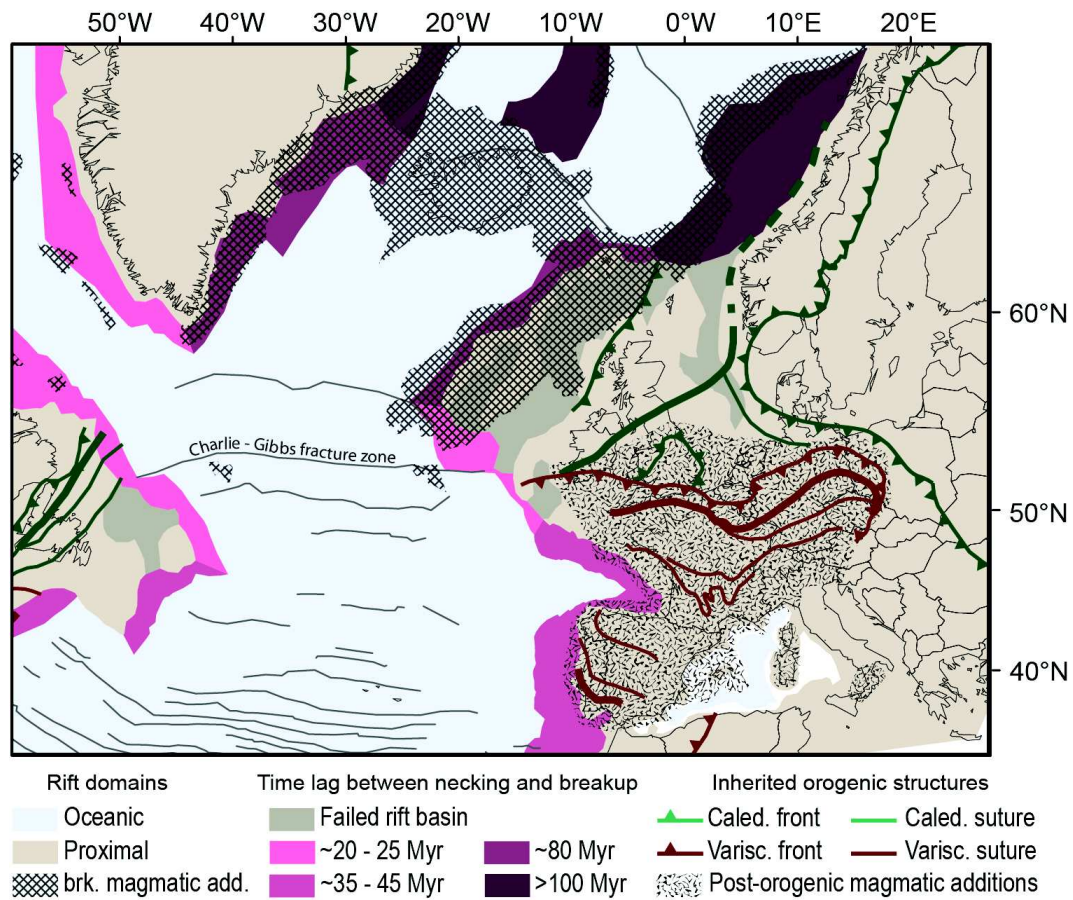 50°W 40°W 30°W 20°W 10°W 0°W 10°E 20°E
60°N
Charlie - Gibbs fracture zone
50°N
40°N
Rift domains Time lag between necking and breakup Inherited orogenic structures
Oceanic Failed rift basin Caled. front Caled. suture
Proximal ~20 - 25 Myr ~80 Myr Varisc. front Varisc. suture
brk. magmatic add. ~35 - 45 Myr >100 Myr Post-orogenic magmatic additions